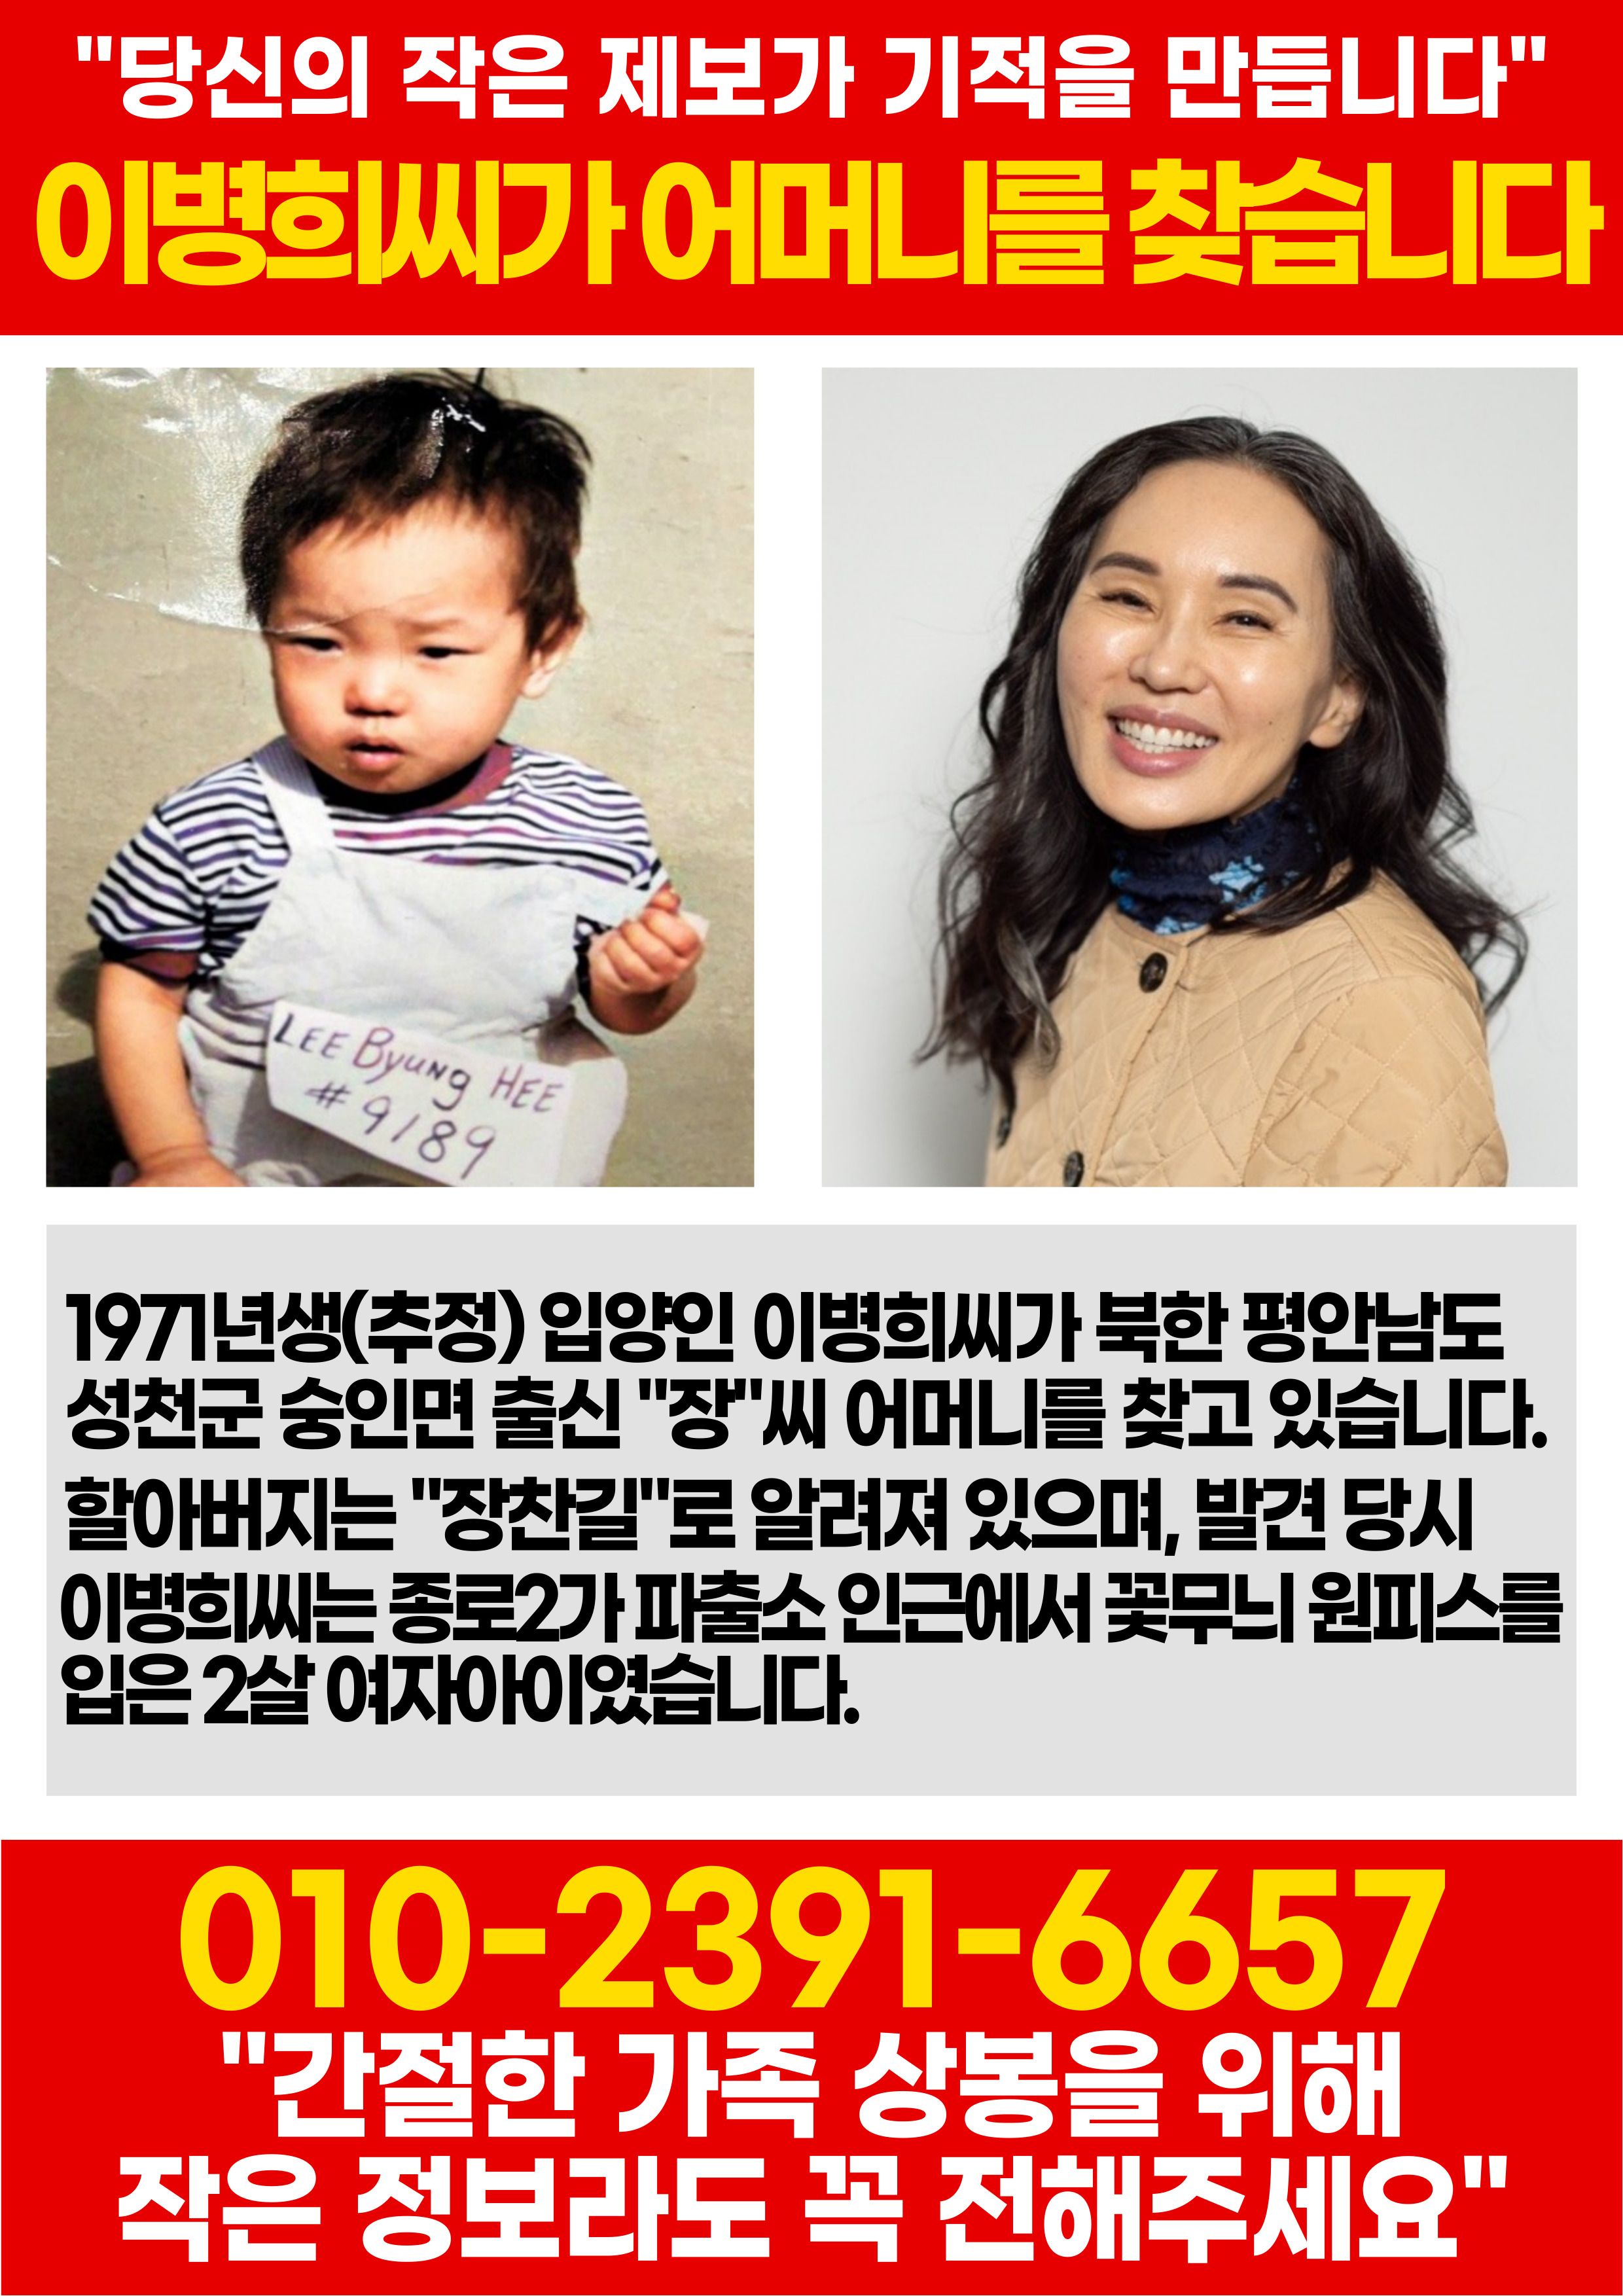 "당신의 작은 제보가 기적을 만듭니다"
이병희씨가 어머니를 찾습니다
LEE Byung HEE
# 9189
1971년생(추정) 입양인 이병희씨가 북한 평안남도
성천군 숭인면 출신 "장"씨 어머니를 찾고 있습니다.
할아버지는 "장찬길"로 알려져 있으며, 발견 당시
이병희씨는 종로2가 파출소 인근에서 꽃무늬 원피스를
입은 2살 여자아이였습니다.
010-2391-6657
"간절한 가족 상봉을 위해
작은 정보라도 꼭 전해주세요"